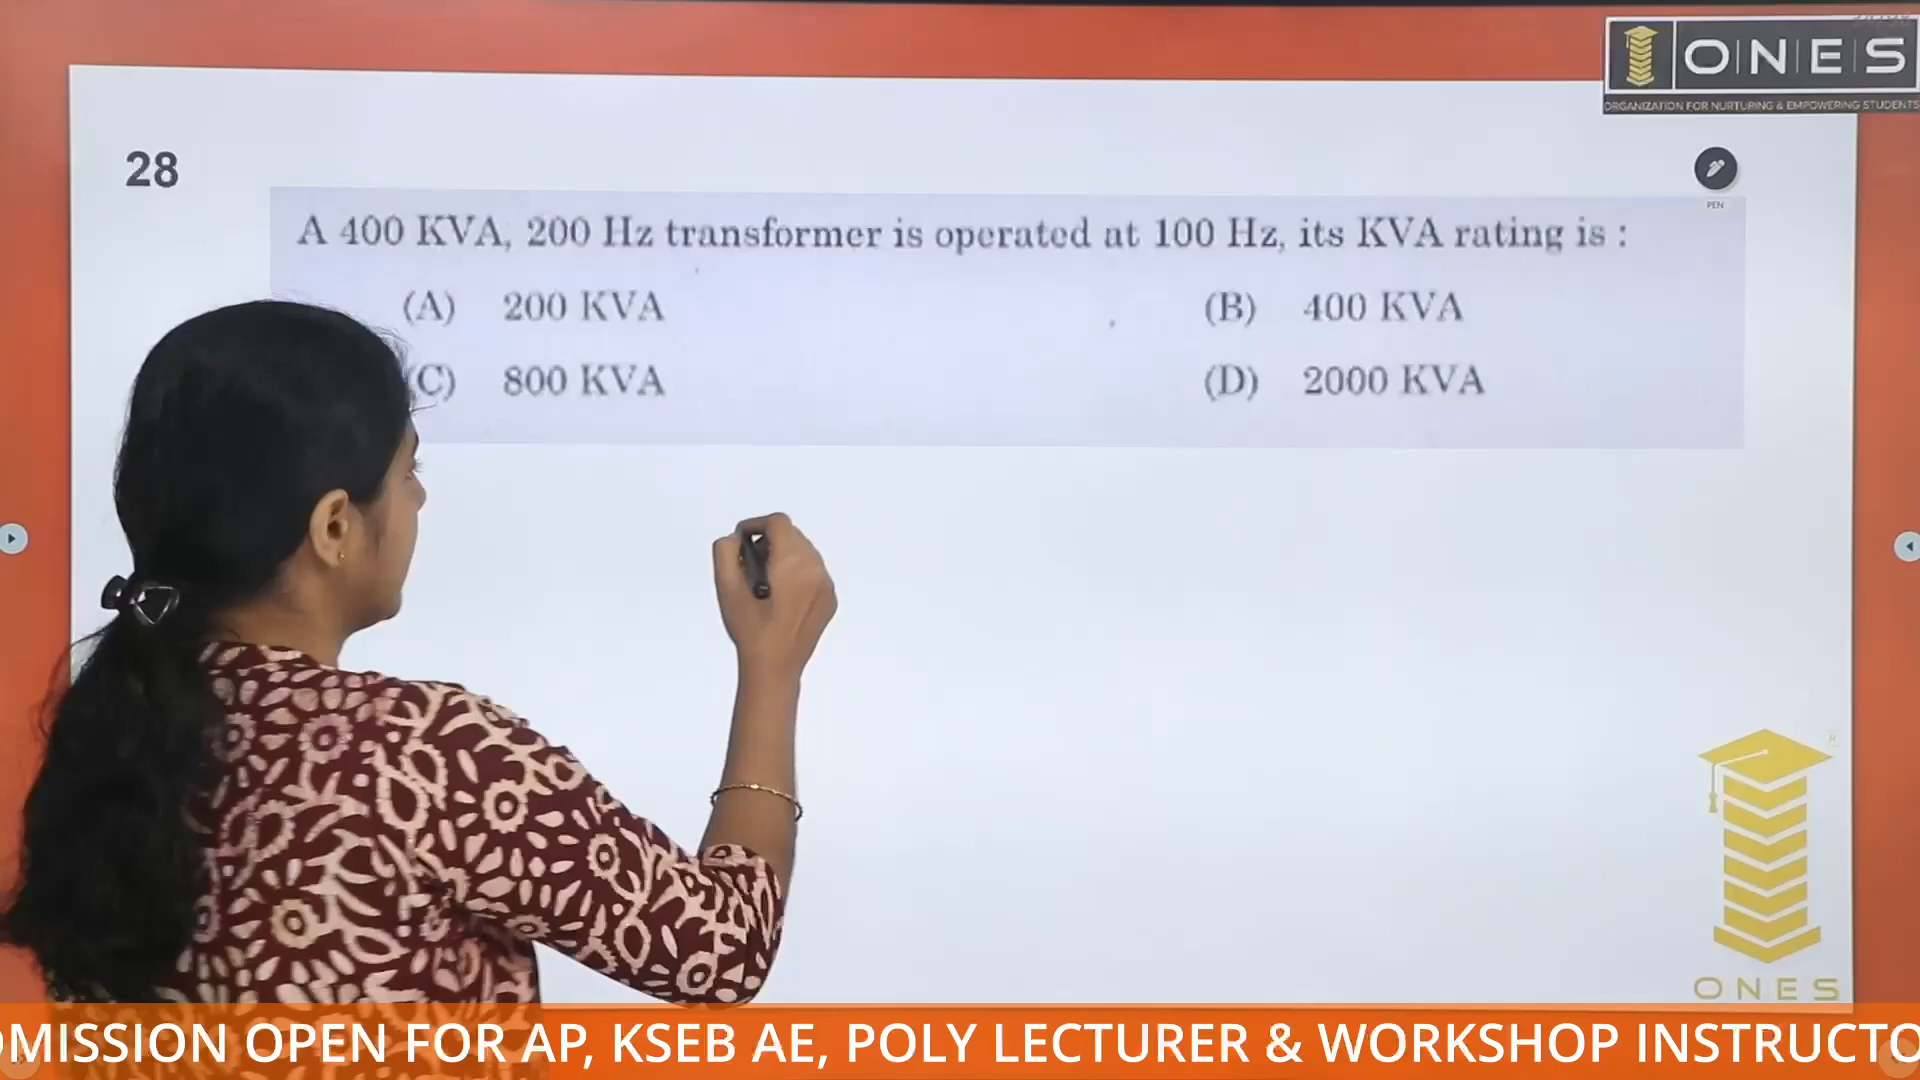 ONES
ORGANIZATION FOR NURTURING & EMPOWERING STUDENTS
28
PEN
A 400 KVA, 200 Hz transformer is operated at 100 Hz, its KVA rating is :
(A) 200 KVA (B) 400 KVA
(C) 800 KVA (D) 2000 KVA
ONES
DMISSION OPEN FOR AP, KSEB AE, POLY LECTURER & WORKSHOP INSTRUCTO